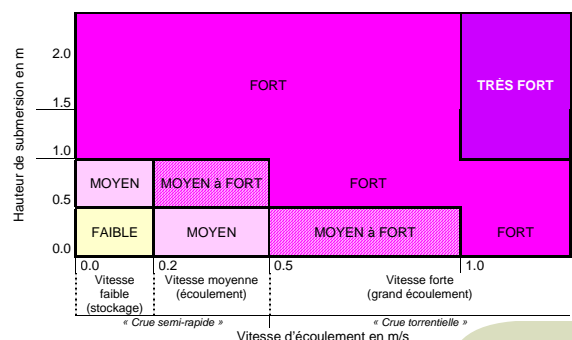 Hauteur de submersion en m
2.0
FORT
TRÈS FORT
1.5
1.0
MOYEN
MOYEN à FORT
FORT
0.5
FAIBLE
MOYEN
MOYEN à FORT
FORT
0.0
0.0
0.2
0.5
1.0
Vitesse
faible
(stockage)
Vitesse moyenne
(écoulement)
Vitesse forte
(grand écoulement)
« Crue semi-rapide »
« Crue torrentielle »
Vitesse d'écoulement en m/s